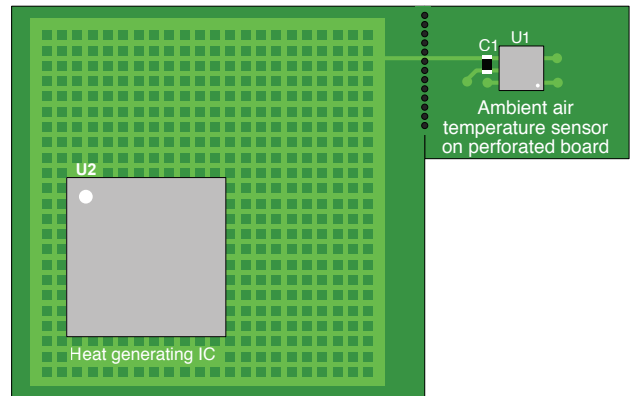 U1
C1
Ambient air
temperature sensor
on perforated board
U2
Heat generating IC